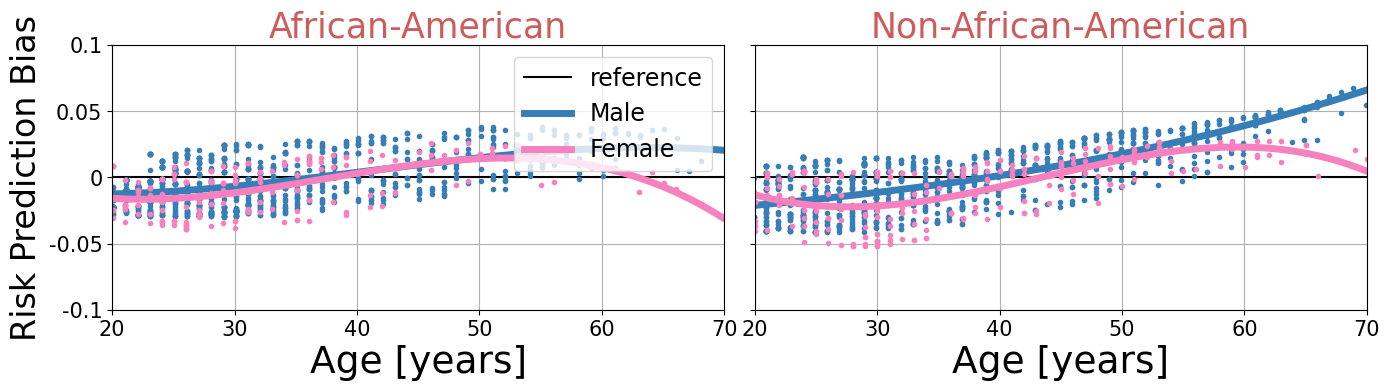 African-American
Non-African-American
Risk Prediction Bias
0.1
0.05
0
-0.05
-0.1
reference
Male
Female
20 30 40 50 60 70
20 30 40 50 60 70
Age [years]
Age [years]